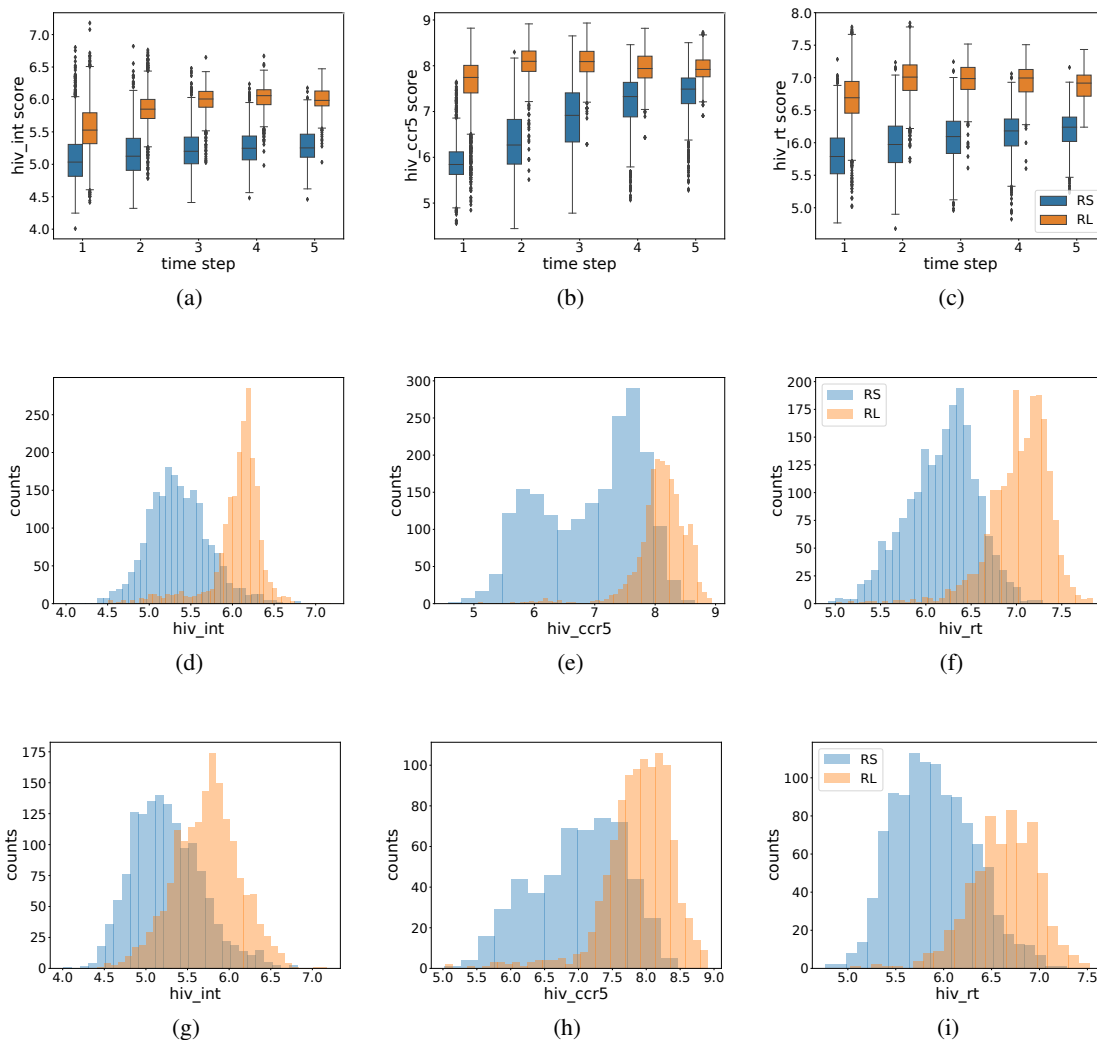 7.0
6.5
6.0
5.5
5.0
4.5
4.0
hiv_int score
1 2 3 4 5
time step
(a)
9
8
7
6
5
hiv_ccr5 score
1 2 3 4 5
time step
(b)
8.0
7.5
7.0
6.5
6.0
5.5
5.0
hiv_rt score
RS
RL
1 2 3 4 5
time step
(c)
250
200
150
100
50
0
counts
4.0 4.5 5.0 5.5 6.0 6.5 7.0
hiv_int
(d)
300
250
200
150
100
50
0
counts
5 6 7 8 9
hiv_ccr5
(e)
200
175
150
125
100
75
50
25
0
counts
RS
RL
5.0 5.5 6.0 6.5 7.0 7.5
hiv_rt
(f)
175
150
125
100
75
50
25
0
counts
4.0 4.5 5.0 5.5 6.0 6.5 7.0
hiv_int
(g)
100
80
60
40
20
0
counts
5.0 5.5 6.0 6.5 7.0 7.5 8.0 8.5 9.0
hiv_ccr5
(h)
100
80
60
40
20
0
counts
RS
RL
5.0 5.5 6.0 6.5 7.0 7.5
hiv_rt
(i)